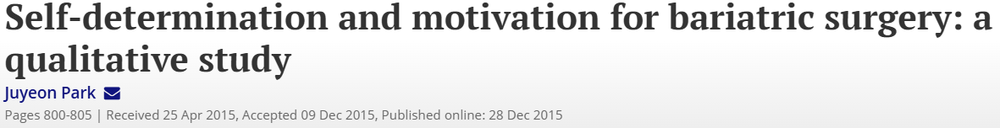 Self-determination and motivation for bariatric surgery: a
qualitative study
Juyeon Park
Pages 800-805 | Received 25 Apr 2015, Accepted 09 Dec 2015, Published online: 28 Dec 2015